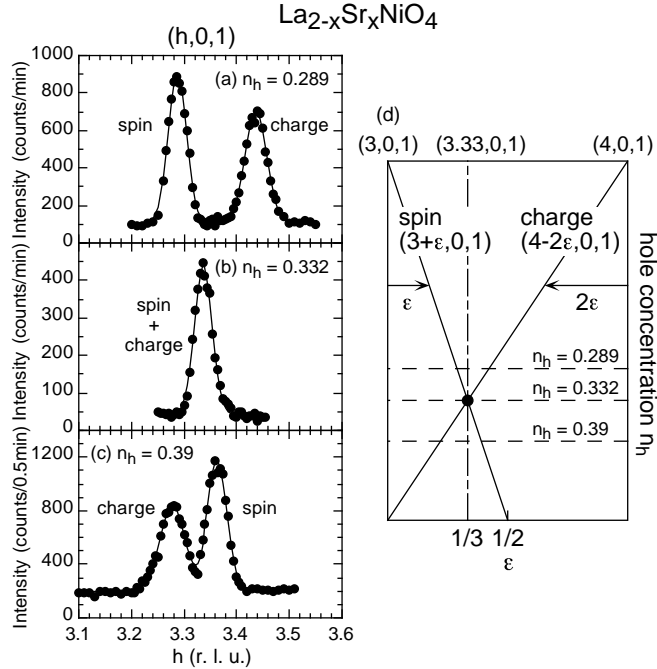 La2-xSrxNiO4
(h,0,1)
(a) nh = 0.289
spin
charge
Intensity (counts/min)
1000
800
600
400
200
0
(b) nh = 0.332
spin
+
charge
Intensity (counts/min)
400
300
200
100
0
(c) nh = 0.39
charge
spin
Intensity (counts/0.5min)
1200
800
400
0
3.1 3.2 3.3 3.4 3.5 3.6
h (r. l. u.)
(d)
(3,0,1) (3.33,0,1) (4,0,1)
spin charge
(3+ε,0,1) (4-2ε,0,1)
ε 2ε
nh = 0.289
nh = 0.332
nh = 0.39
hole concentration nh
1/3 1/2
ε